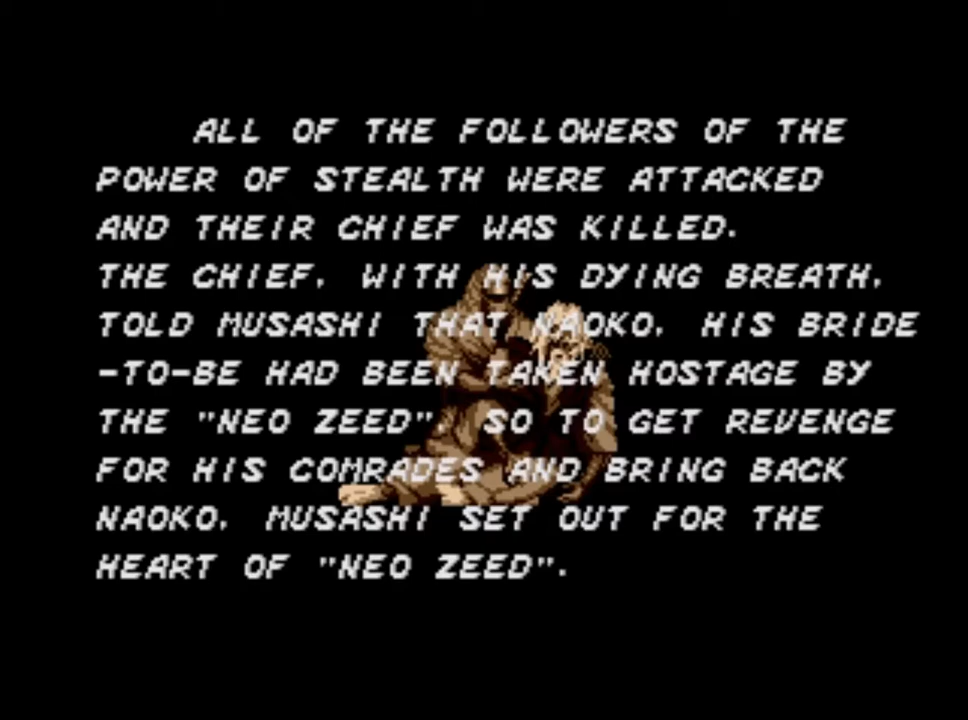 ALL OF THE FOLLOWERS OF THE
POWER OF STEALTH WERE ATTACKED
AND THEIR CHIEF WAS KILLED.
THE CHIEF, WITH HIS DYING BREATH,
TOLD MUSASHI THAT NAOKO, HIS BRIDE
-TO-BE HAD BEEN TAKEN HOSTAGE BY
THE "NEO ZEED". SO TO GET REVENGE
FOR HIS COMRADES AND BRING BACK
NAOKO, MUSASHI SET OUT FOR THE
HEART OF "NEO ZEED".